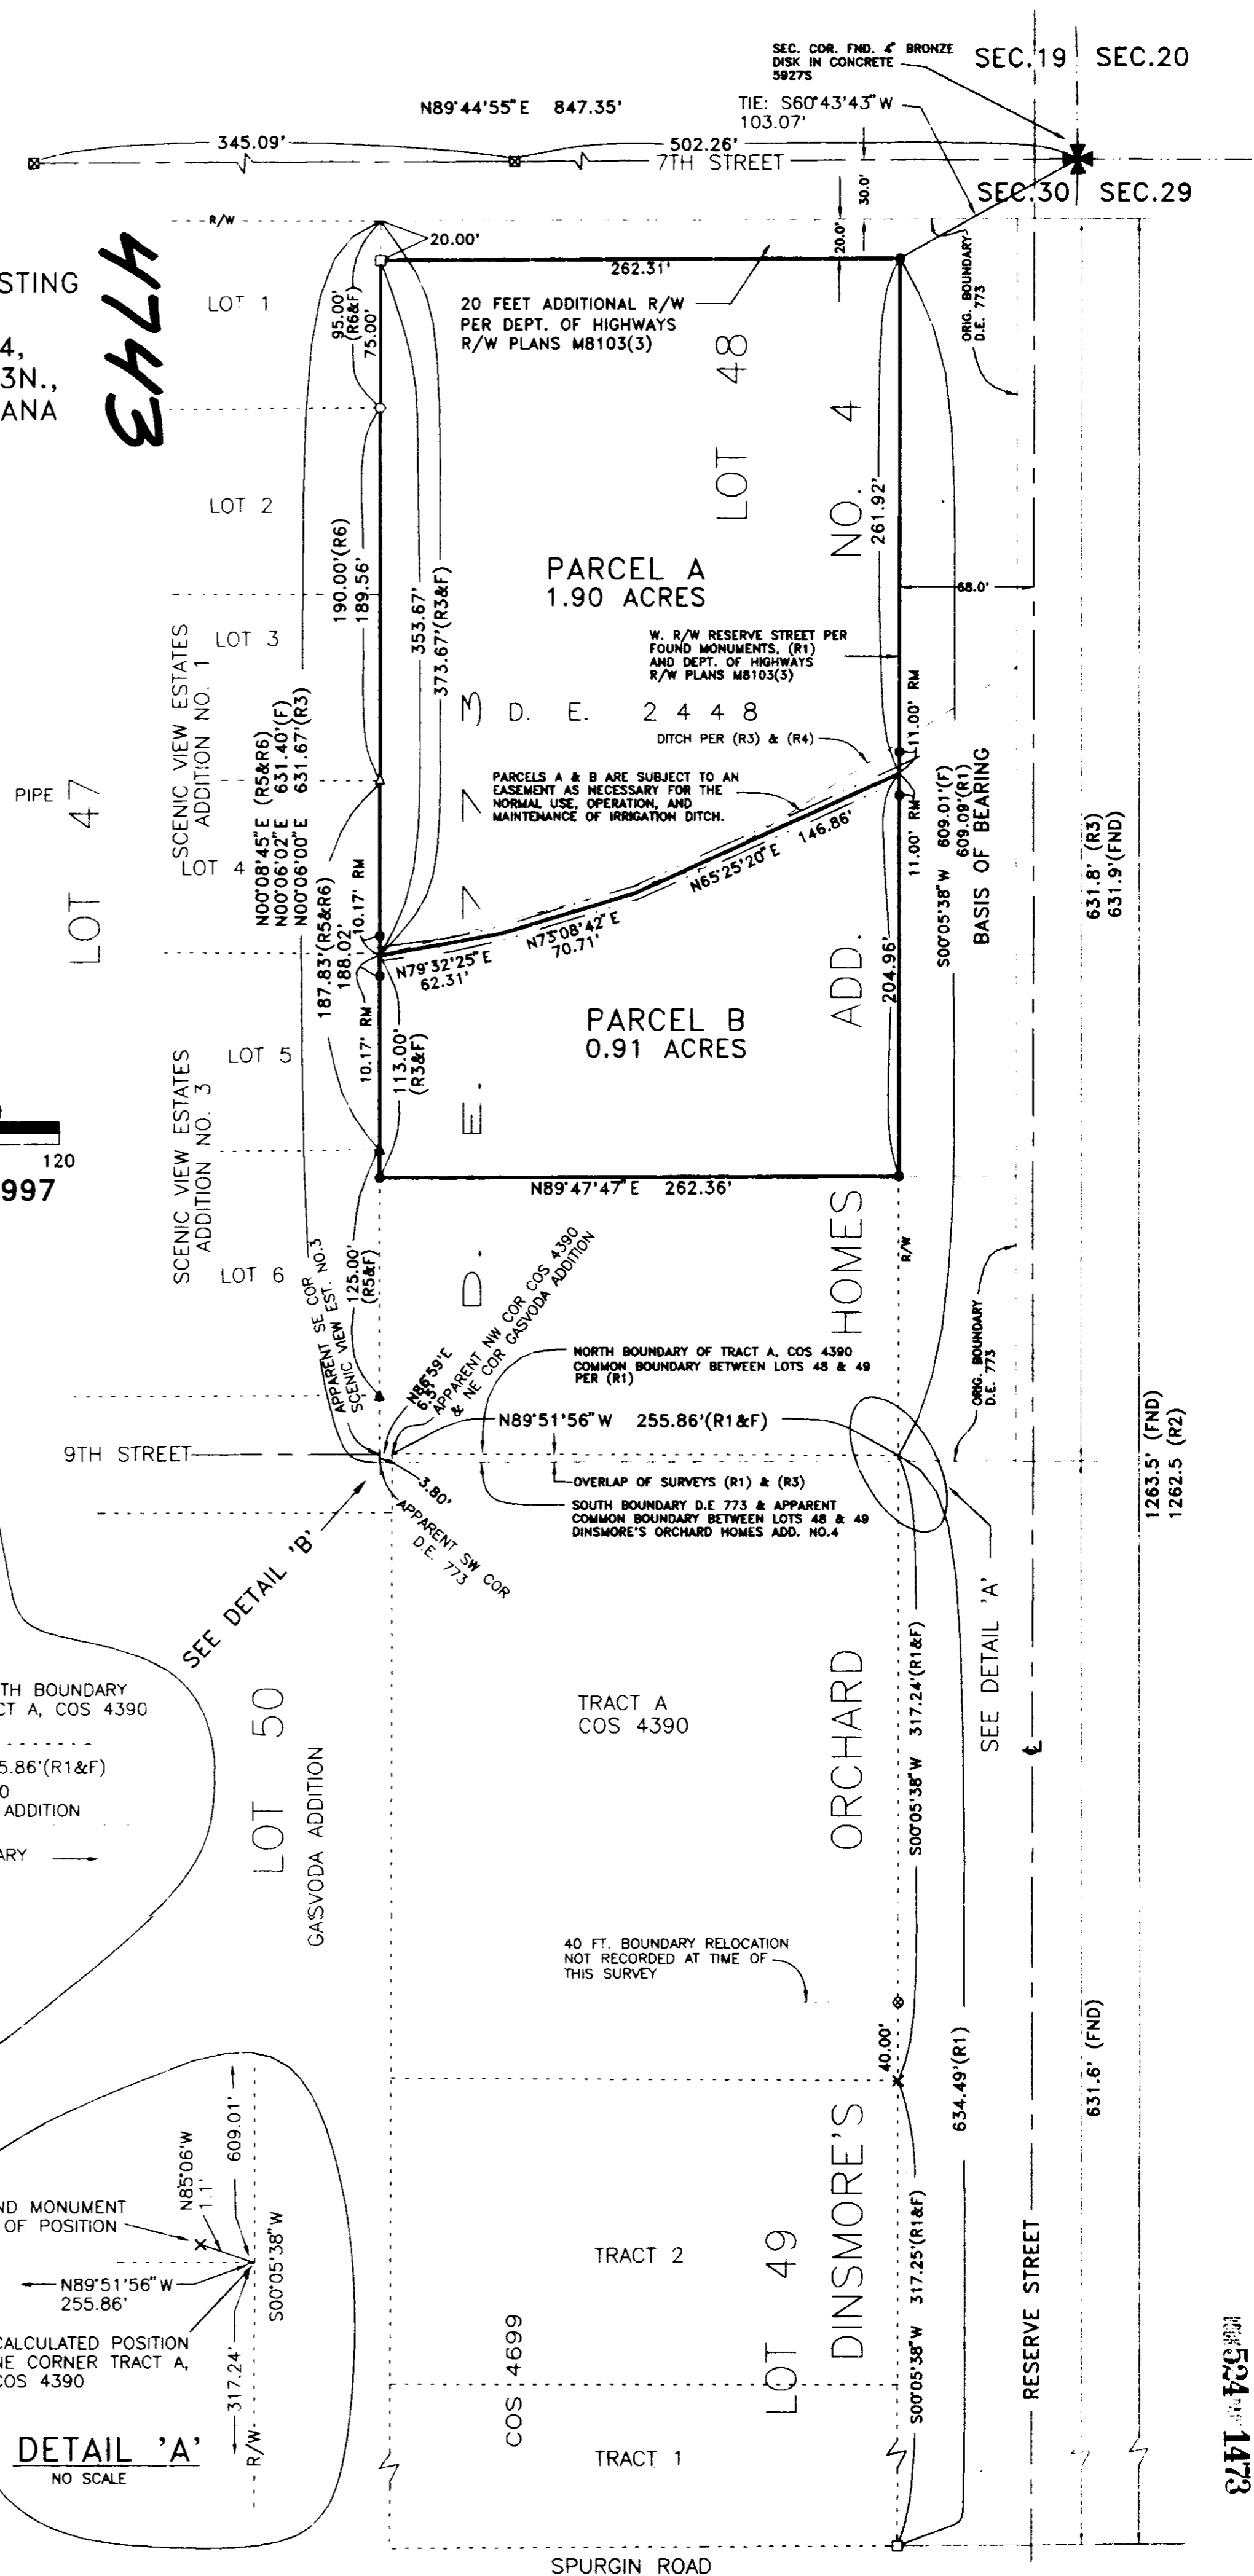 SEC. COR. FND. 4" BRONZE
DISK IN CONCRETE
5927S
SEC.19
SEC.20
N89°44'55"E 847.35'
TIE: S60°43'43"W
103.07'
345.09'
502.26'
7TH STREET
SEC.30
SEC.29
30.0'
20.0'
R/W
20.00'
262.31'
ORIG. BOUNDARY
D.E. 773
4743
STING
4,
3N.,
ANA
LOT 1
95.00'
(R6&F)
75.00'
20 FEET ADDITIONAL R/W
PER DEPT. OF HIGHWAYS
R/W PLANS M8103(3)
LOT 48
NO. 4
261.92'
LOT 2
190.00'(R6)
189.56'
353.67'
373.67'(R3&F)
PARCEL A
1.90 ACRES
68.0'
LOT 3
SCENIC VIEW ESTATES
ADDITION NO. 1
W. R/W RESERVE STREET PER
FOUND MONUMENTS, (R1)
AND DEPT. OF HIGHWAYS
R/W PLANS M8103(3)
11.00' RM
D. E. 2448
DITCH PER (R3) & (R4)
N00°08'45"E (R5&R6)
N00°06'02"E 631.40'(F)
N00°06'00"E 631.67'(R3)
PIPE
LOT 47
PARCELS A & B ARE SUBJECT TO AN
EASEMENT AS NECESSARY FOR THE
NORMAL USE, OPERATION, AND
MAINTENANCE OF IRRIGATION DITCH.
146.86'
N65°25'20"E
11.00' RM
S00°05'38"W 609.01'(F)
609.09'(R1)
BASIS OF BEARING
631.8' (R3)
631.9'(FND)
LOT 4
187.83'(R5&R6)
188.02'
10.17' RM
N73°08'42"E
70.71'
N79°32'25"E
62.31'
204.96'
PARCEL B
0.91 ACRES
ADD.
LOT 5
10.17' RM
113.00'
(R3&F)
D. E. 773
SCENIC VIEW ESTATES
ADDITION NO. 3
120
997
N89°47'47"E 262.36'
HOMES
R/W
LOT 6
125.00'
(R5&F)
APPARENT SE COR
SCENIC VIEW EST. NO.3
N86°59'E
6.5'
APPARENT NW COR COS 4390
& NE COR GASVODA ADDITION
NORTH BOUNDARY OF TRACT A, COS 4390
COMMON BOUNDARY BETWEEN LOTS 48 & 49
PER (R1)
ORIG. BOUNDARY
D.E. 773
N89°51'56"W 255.86'(R1&F)
9TH STREET
OVERLAP OF SURVEYS (R1) & (R3)
3.80'
SOUTH BOUNDARY D.E 773 & APPARENT
COMMON BOUNDARY BETWEEN LOTS 48 & 49
DINSMORE'S ORCHARD HOMES ADD. NO.4
APPARENT SW COR
D.E. 773
1263.5' (FND)
1262.5 (R2)
SEE DETAIL 'B'
SEE DETAIL 'A'
TH BOUNDARY
CT A, COS 4390
5.86'(R1&F)
0
ADDITION
ARY
LOT 50
GASVODA ADDITION
TRACT A
COS 4390
ORCHARD
S00°05'38"W 317.24'(R1&F)
40 FT. BOUNDARY RELOCATION
NOT RECORDED AT TIME OF
THIS SURVEY
40.00'
634.49'(R1)
631.6' (FND)
609.01'
N85°06'W
1.1'
ND MONUMENT
OF POSITION
S00°05'38"W
N89°51'56"W
255.86'
CALCULATED POSITION
NE CORNER TRACT A,
COS 4390
317.24'
R/W
DETAIL 'A'
NO SCALE
TRACT 2
LOT 49
DINSMORE'S
S00°05'38"W 317.25'(R1&F)
RESERVE STREET
COS 4699
TRACT 1
SPURGIN ROAD
524
1473